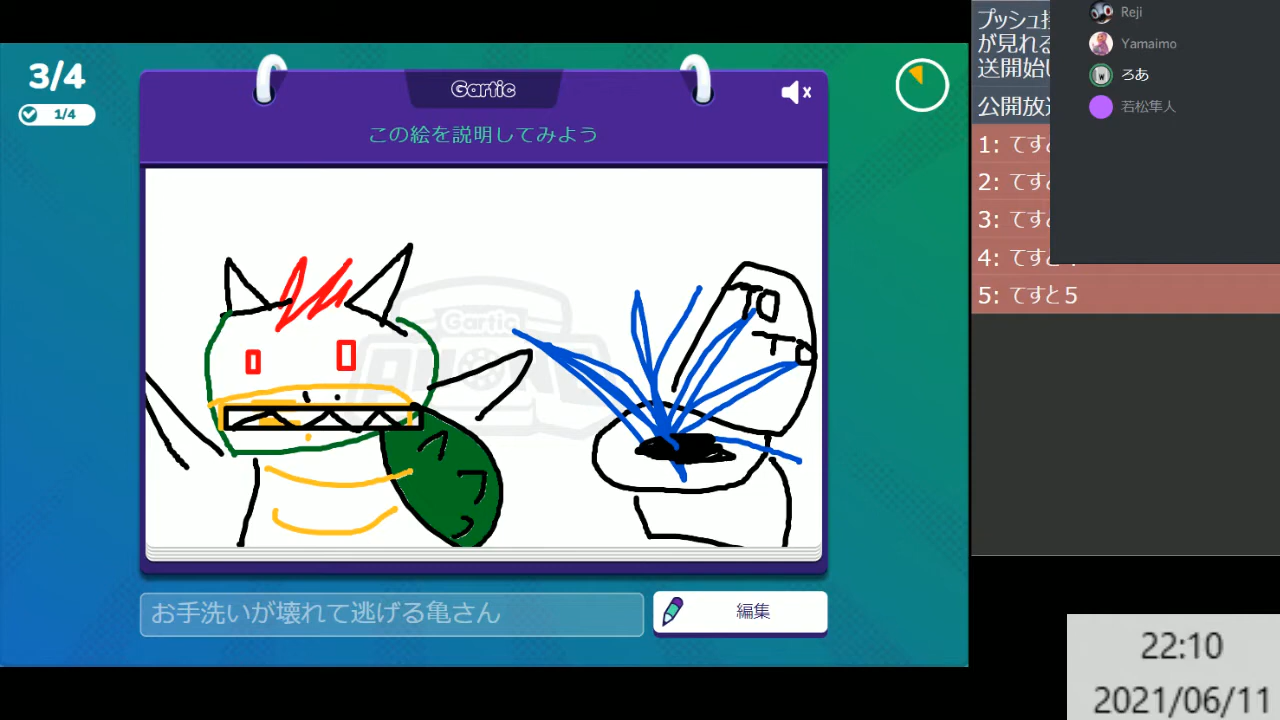 3/4
1/4
Gartic
この絵を説明してみよう
Gartic
TO
TO
お手洗いが壊れて逃げる亀さん
編集
プッシュ
が見れる
送開始
公開放
1: てす
2: てす
3: てす
4: てす
5: てすと5
Reji
Yamaimo
ろあ
若松隼人
22:10
2021/06/11